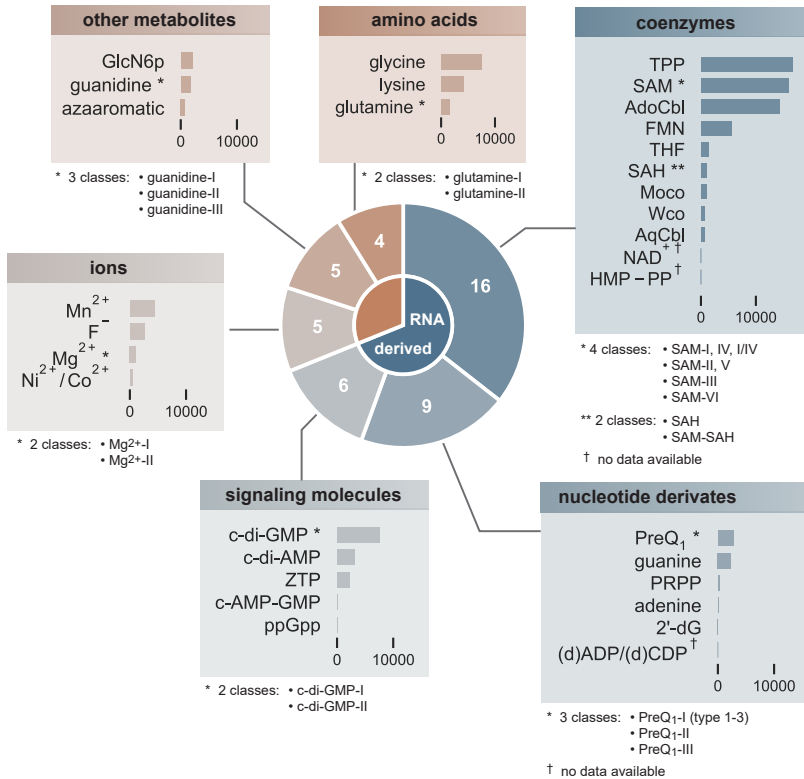 other metabolites
GlcN6p
guanidine *
azaaromatic
0
10000
* 3 classes: • guanidine-I
• guanidine-II
• guanidine-III
amino acids
glycine
lysine
glutamine *
0
10000
* 2 classes: • glutamine-I
• glutamine-II
coenzymes
TPP
SAM *
AdoCbl
FMN
THF
SAH **
Moco
Wco
AqCbl
NAD⁺ †
HMP – PP †
0
10000
* 4 classes: • SAM-I, IV, I/IV
• SAM-II, V
• SAM-III
• SAM-VI
** 2 classes: • SAH
• SAM-SAH
† no data available
ions
Mn²⁺
F⁻
Mg²⁺ *
Ni²⁺/Co²⁺
0
10000
* 2 classes: • Mg²⁺-I
• Mg²⁺-II
4
5
16
5
RNA
derived
6
9
signaling molecules
c-di-GMP *
c-di-AMP
ZTP
c-AMP-GMP
ppGpp
0
10000
* 2 classes: • c-di-GMP-I
• c-di-GMP-II
nucleotide derivates
PreQ₁ *
guanine
PRPP
adenine
2'-dG
(d)ADP/(d)CDP †
0
10000
* 3 classes: • PreQ₁-I (type 1-3)
• PreQ₁-II
• PreQ₁-III
† no data available